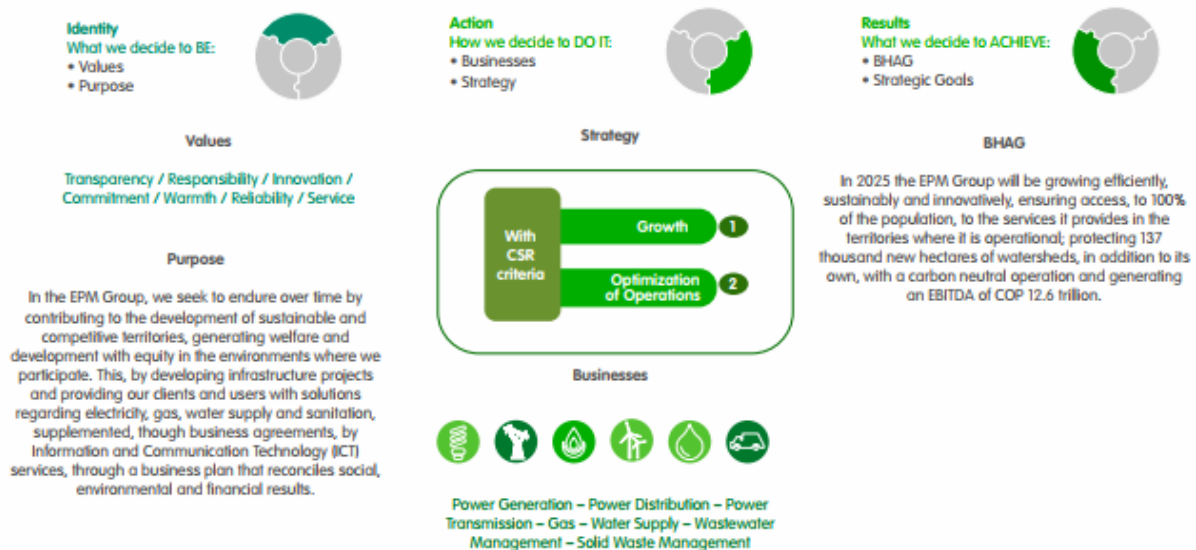 Identity
What we decide to BE:
• Values
• Purpose
Values
Transparency / Responsibility / Innovation /
Commitment / Warmth / Reliability / Service
Purpose
In the EPM Group, we seek to endure over time by
contributing to the development of sustainable and
competitive territories, generating welfare and
development with equity in the environments where we
participate. This, by developing infrastructure projects
and providing our clients and users with solutions
regarding electricity, gas, water supply and sanitation,
supplemented, though business agreements, by
Information and Communication Technology (ICT)
services, through a business plan that reconciles social,
environmental and financial results.
Action
How we decide to DO IT:
• Businesses
• Strategy
Strategy
With
CSR
criteria
Growth 1
Optimization
of Operations 2
Businesses
Power Generation – Power Distribution – Power
Transmission – Gas – Water Supply – Wastewater
Management – Solid Waste Management
Results
What we decide to ACHIEVE:
• BHAG
• Strategic Goals
BHAG
In 2025 the EPM Group will be growing efficiently,
sustainably and innovatively, ensuring access, to 100%
of the population, to the services it provides in the
territories where it is operational; protecting 137
thousand new hectares of watersheds, in addition to its
own, with a carbon neutral operation and generating
an EBITDA of COP 12.6 trillion.